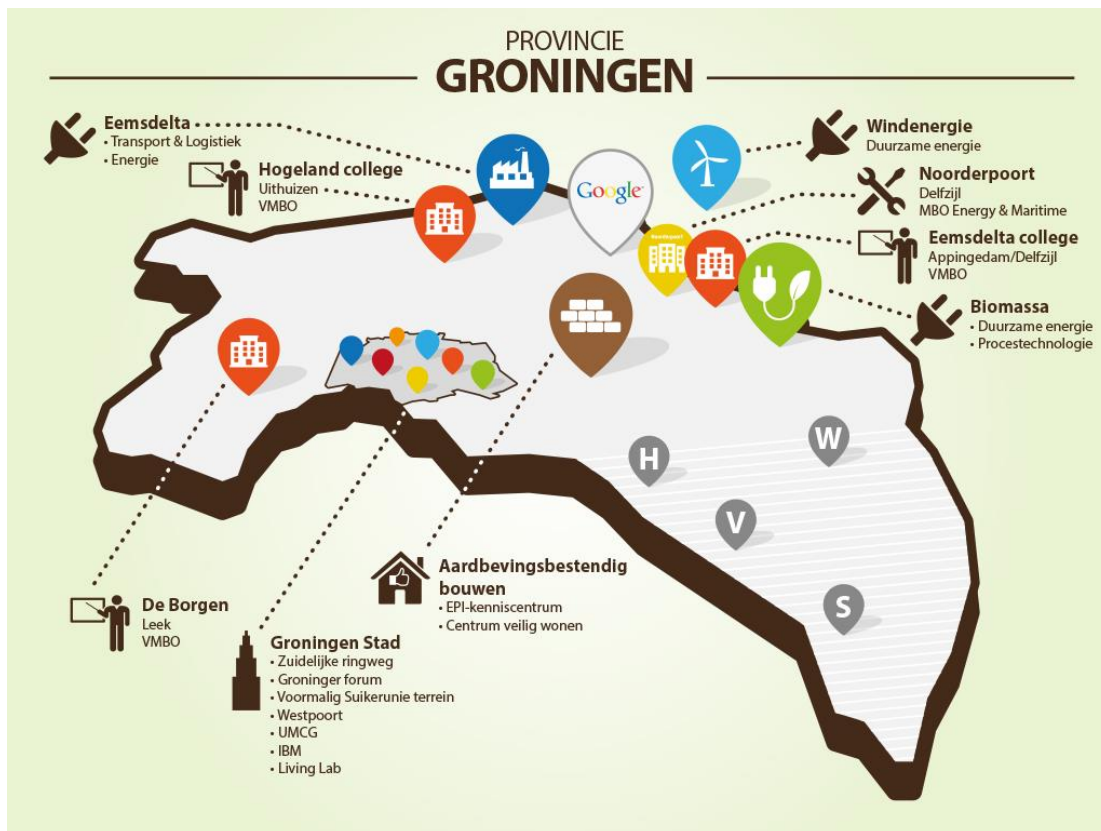 PROVINCIE
GRONINGEN
Eemsdelta
• Transport & Logistiek
• Energie
Hogeland college
Uithuizen
VMBO
Google
Windenergie
Duurzame energie
Noorderpoort
Delfzijl
MBO Energy & Maritime
Noorderpoort
Eemsdelta college
Appingedam/Delfzijl
VMBO
Biomassa
• Duurzame energie
• Procestechnologie
H
W
V
S
Aardbevingsbestendig
bouwen
• EPI-kenniscentrum
• Centrum veilig wonen
De Borgen
Leek
VMBO
Groningen Stad
• Zuidelijke ringweg
• Groninger forum
• Voormalig Suikerunie terrein
• Westpoort
• UMCG
• IBM
• Living Lab